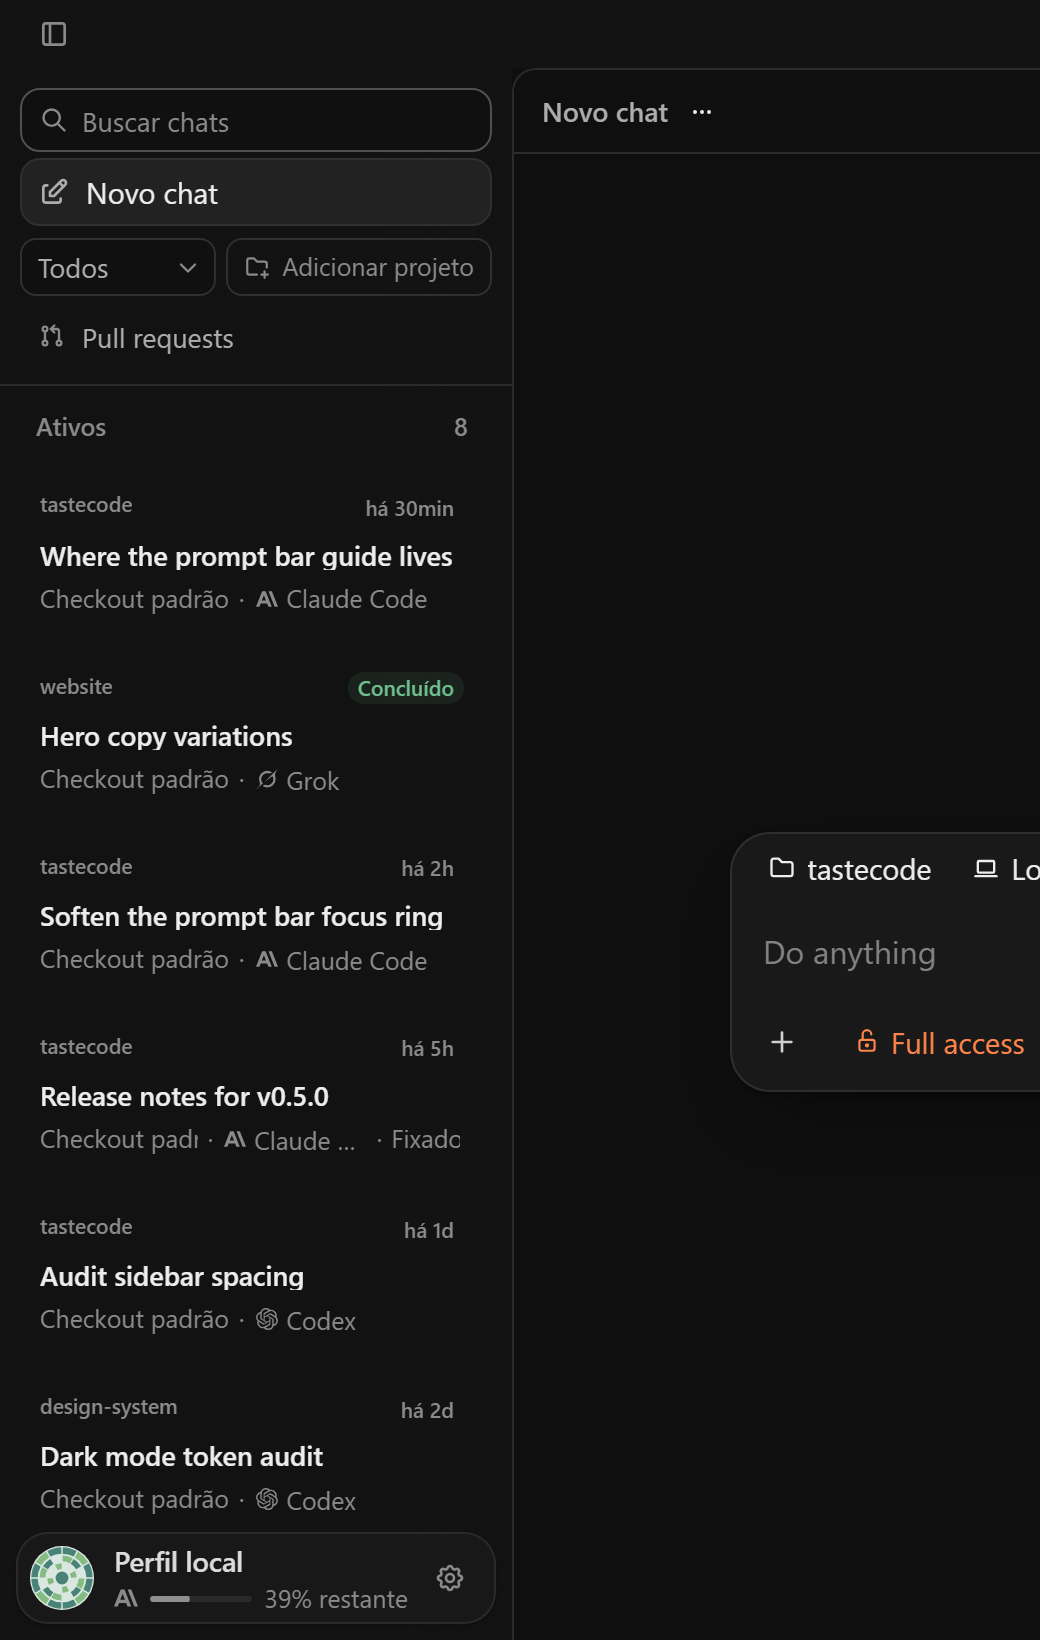 Buscar chats
Novo chat
Novo chat ···
Todos
Adicionar projeto
Pull requests
Ativos 8
tastecode há 30min
Where the prompt bar guide lives
Checkout padrão · Claude Code
website Concluído
Hero copy variations
Checkout padrão · Grok
tastecode há 2h
Soften the prompt bar focus ring
Checkout padrão · Claude Code
tastecode há 5h
Release notes for v0.5.0
Checkout padr · Claude ... · Fixado
tastecode há 1d
Audit sidebar spacing
Checkout padrão · Codex
design-system há 2d
Dark mode token audit
Checkout padrão · Codex
Perfil local
39% restante
tastecode Lo
Do anything
Full access